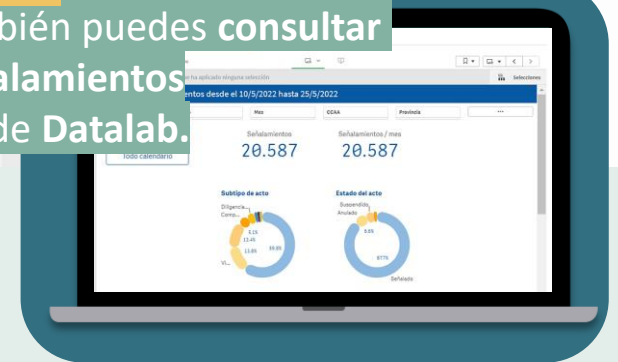 bién puedes consultar
alamientos
de Datalab.
e ha aplicado ninguna selección
Selecciones
entos desde el 10/5/2022 hasta 25/5/2022
Mes
CCAA
Provincia
...
Todo calendario
Señalamientos
20.587
Señalamientos / mes
20.587
Subtipo de acto
Diligencia...
Comp...
Vi...
Estado del acto
Suspendido
Anulado
Señalado